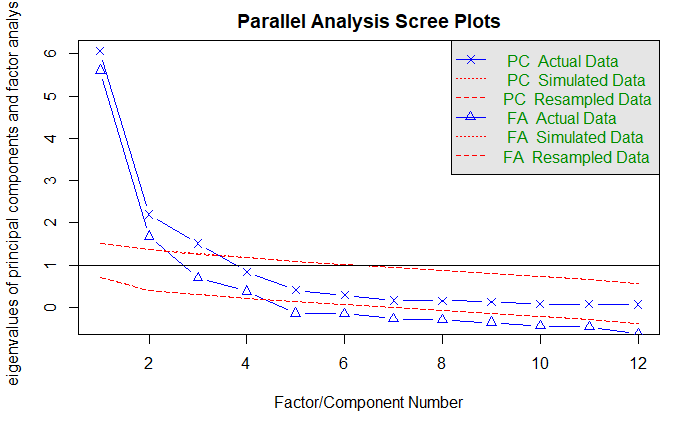 Parallel Analysis Scree Plots
eigenvalues of principal components and factor analys
6
5
4
3
2
1
0
PC Actual Data
PC Simulated Data
PC Resampled Data
FA Actual Data
FA Simulated Data
FA Resampled Data
2 4 6 8 10 12
Factor/Component Number